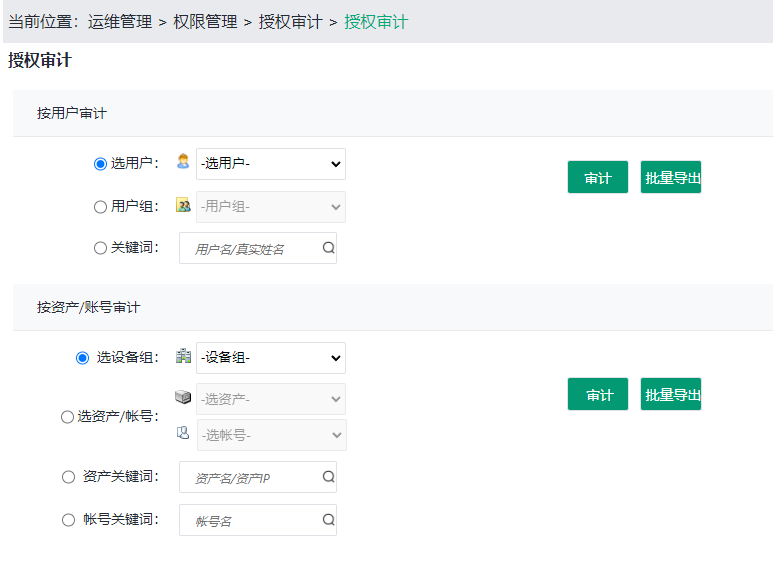 当前位置：运维管理 > 权限管理 > 授权审计 > 授权审计
授权审计
按用户审计
选用户： -选用户-
审计 批量导出
用户组： -用户组-
关键词： 用户名/真实姓名
按资产/账号审计
选设备组： -设备组-
审计 批量导出
-选资产-
选资产/帐号：
-选帐号-
资产关键词： 资产名/资产IP
帐号关键词： 帐号名